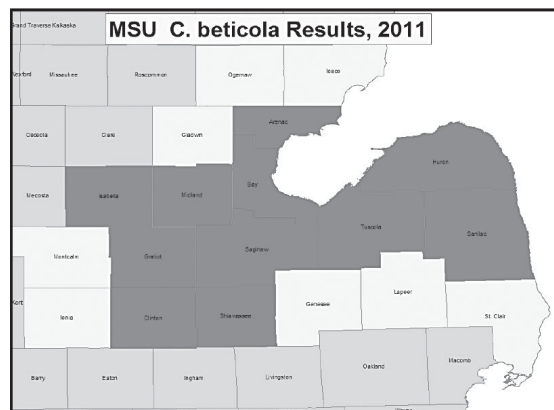 MSU C. beticola Results, 2011
Grand Traverse Kalkaska
Missaukee
Roscommon
Ogemaw
Iosco
Arenac
Osceola
Clare
Gladwin
Huron
Bay
Mecosta
Isabella
Midland
Tuscola
Sanilac
Montcalm
Gratiot
Saginaw
Lapeer
Genesee
Ionia
Clinton
Shiawassee
St. Clair
Oakland
Macomb
Barry
Eaton
Ingham
Livingston